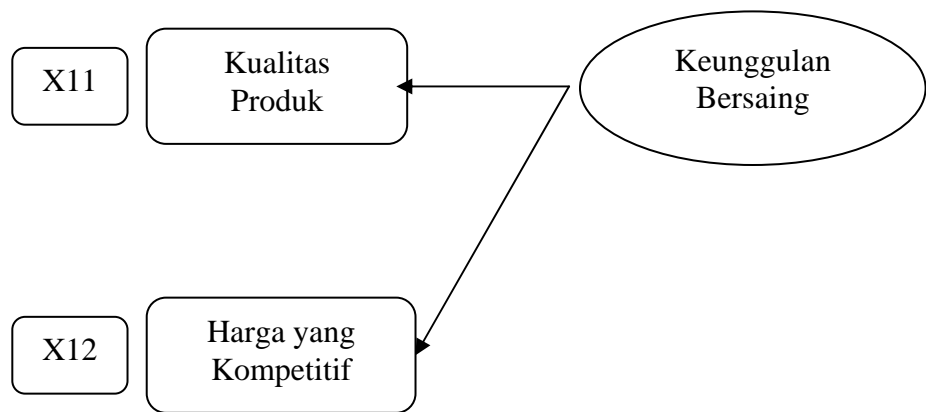 X11
Kualitas
Produk
Keunggulan
Bersaing
X12
Harga yang
Kompetitif